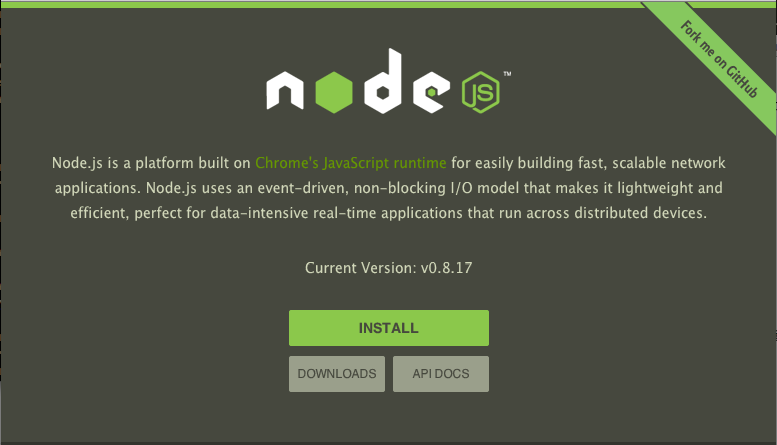 node JS ™
Fork me on GitHub
Node.js is a platform built on Chrome's JavaScript runtime for easily building fast, scalable network
applications. Node.js uses an event-driven, non-blocking I/O model that makes it lightweight and
efficient, perfect for data-intensive real-time applications that run across distributed devices.
Current Version: v0.8.17
INSTALL
DOWNLOADS API DOCS